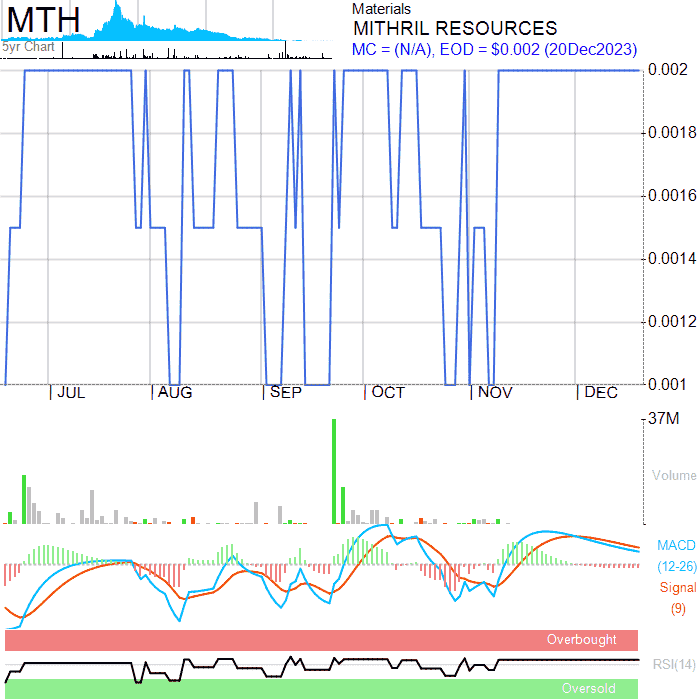 MTH
5yr Chart
Materials
MITHRIL RESOURCES
MC = (N/A), EOD = $0.002 (20Dec2023)
0.002
0.0018
0.0016
0.0014
0.0012
0.001
JUL AUG SEP OCT NOV DEC
37M
Volume
MACD
(12-26)
Signal
(9)
Overbought
RSI(14)
Oversold